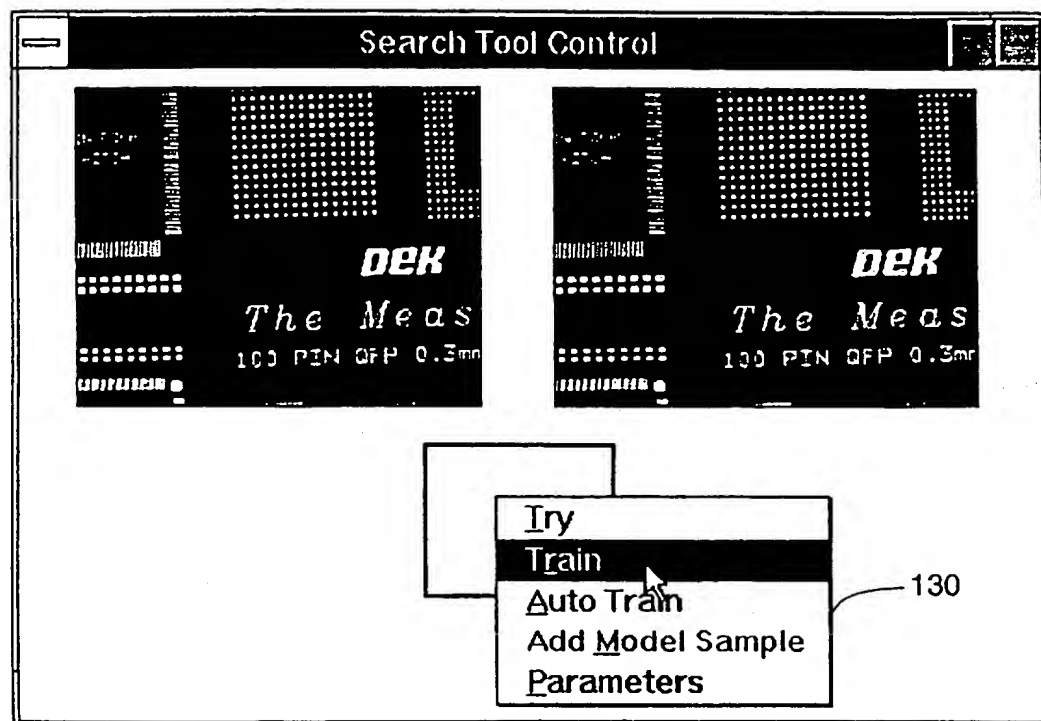 Search Tool Control
DEK
The Meas
100 PIN QFP 0.3mm
DEK
The Meas
100 PIN QFP 0.3mm
Try
Train
Auto Train
Add Model Sample
Parameters
130